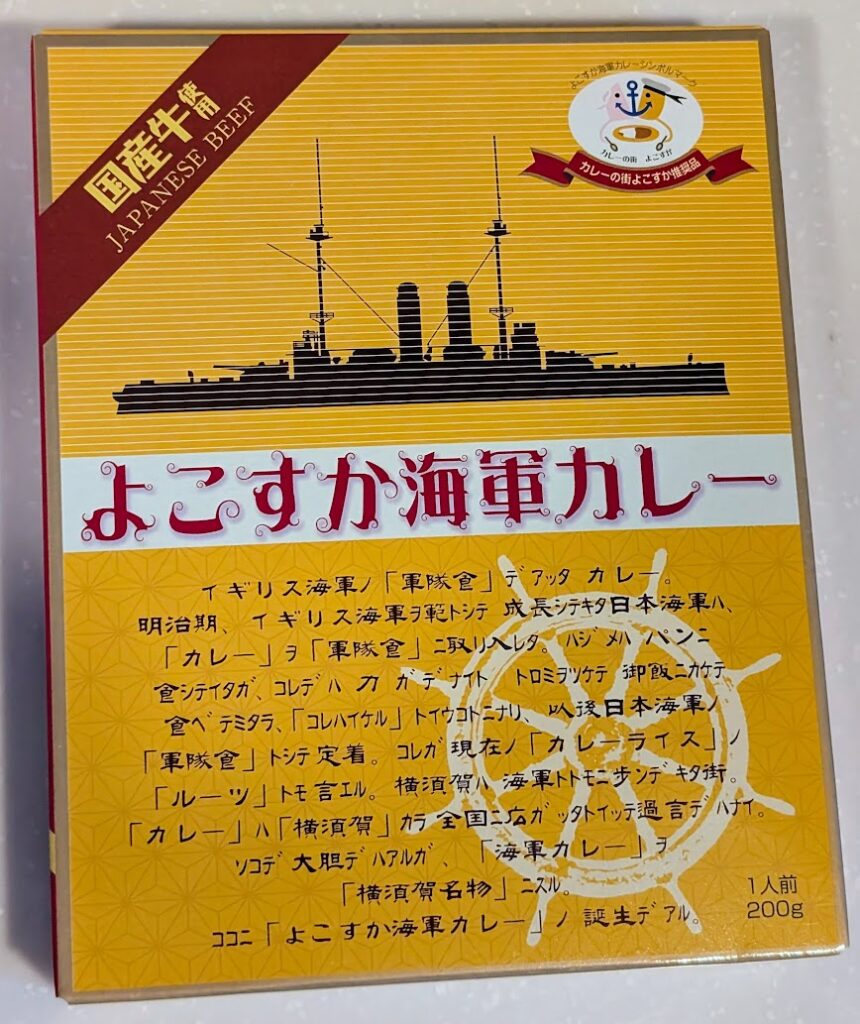 国産牛使用
JAPANESE BEEF
よこすか海軍カレーシンボルマーク
カレーの街 よこすか
カレーの街よこすか推奨品
よこすか海軍カレー
イギリス海軍ノ「軍隊食」デアッタ カレー。
明治期、イギリス海軍ヲ範トシテ 成長シテキタ日本海軍ハ、
「カレー」ヲ「軍隊食」ニ取リ入レタ。ハジメハ パンニ
食シテイタガ、コレデハ 力 ガデナイト トロミヲツケテ 御飯ニカケテ
食ベテミタラ、「コレハイケル」トイウコトニナリ、以後日本海軍ノ
「軍隊食」トシテ定着。コレガ現在ノ「カレーライス」ノ
「ルーツ」トモ言エル。横須賀ハ 海軍トトモニ歩ンデキタ街。
「カレー」ハ「横須賀」カラ 全国ニ広ガッタトイッテ過言デハナイ。
ソコデ 大胆デハアルガ、「海軍カレー」ヲ
「横須賀名物」ニスル。
ココニ「よこすか海軍カレー」ノ 誕生デアル。
1人前
200g